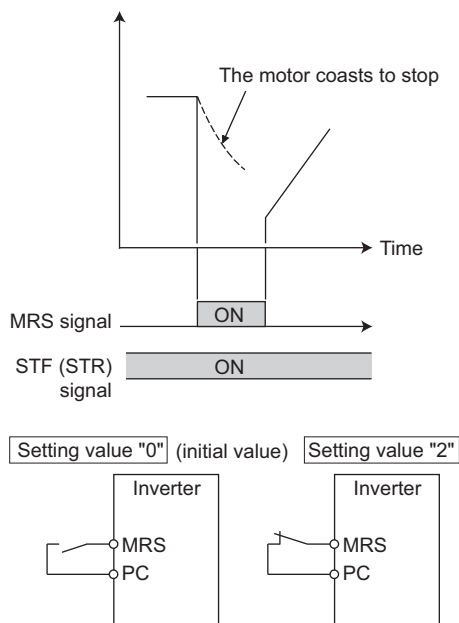 The motor coasts to stop
Time
MRS signal
ON
STF (STR)
signal
ON
Setting value "0" (initial value) Setting value "2"
Inverter
MRS
PC
Inverter
MRS
PC